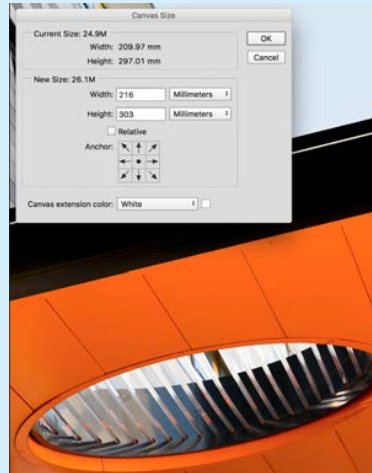 Canvas Size
Current Size: 24.9M
Width: 209.97 mm
Height: 297.01 mm
OK
Cancel
New Size: 26.1M
Width: 216 Millimeters
Height: 303 Millimeters
Relative
Anchor:
Canvas extension color: White